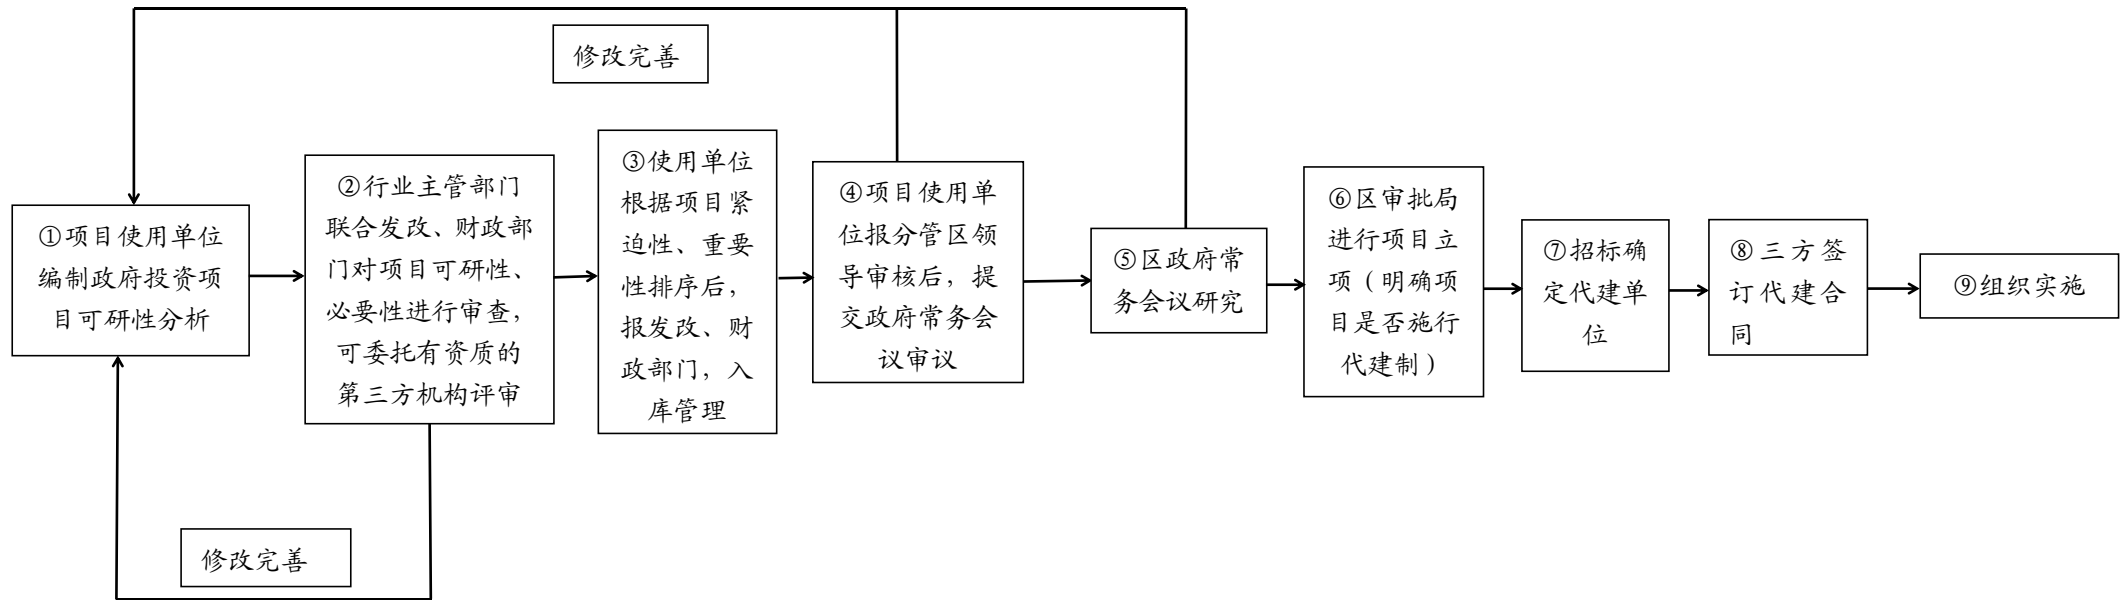 修改完善
①项目使用单位
编制政府投资项
目可研性分析
②行业主管部门
联合发改、财政部
门对项目可研性、
必要性进行审查，
可委托有资质的
第三方机构评审
③使用单位
根据项目紧
迫性、重要
性排序后，
报发改、财
政部门，入
库管理
④项目使用单
位报分管区领
导审核后，提
交政府常务会
议审议
⑤区政府常
务会议研究
⑥区审批局
进行项目立
项（明确项
目是否施行
代建制）
⑦招标确
定代建单
位
⑧三方签
订代建合
同
⑨组织实施
修改完善